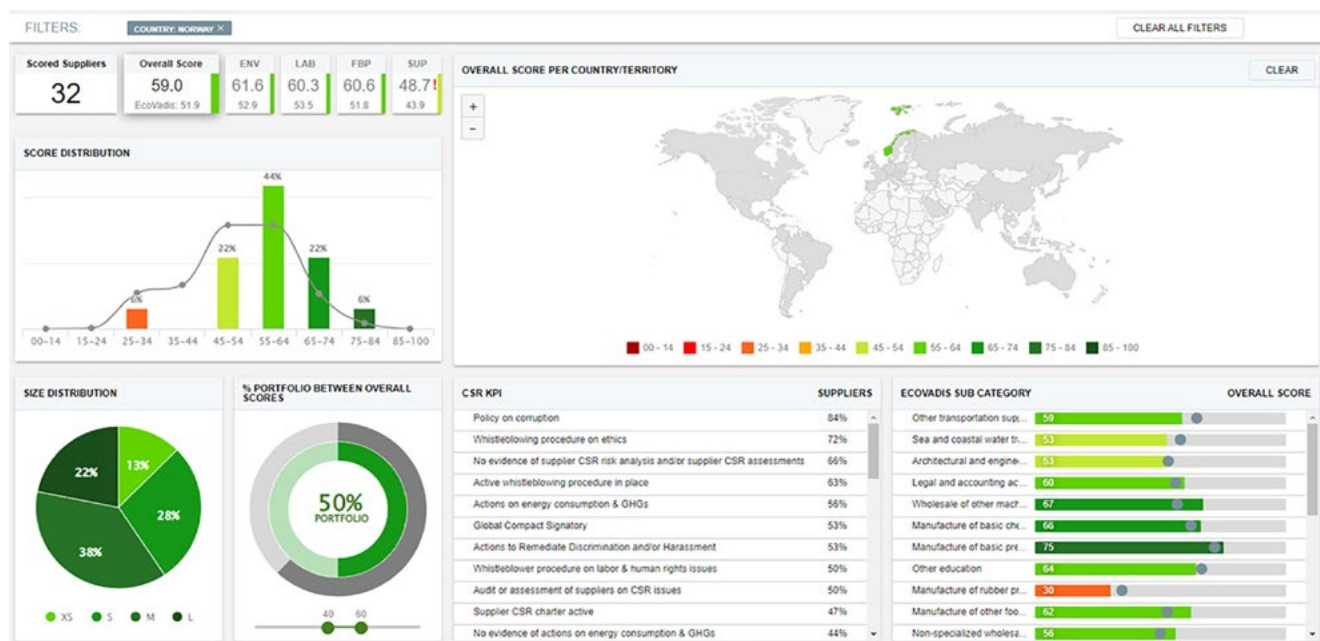 FILTERS:
COUNTRY: NORWAY ×
CLEAR ALL FILTERS
Scored Suppliers
32
Overall Score
59.0
EcoVadis: 51.9
ENV
61.6
52.9
LAB
60.3
53.5
FBP
60.6
51.8
SUP
48.7!
43.9
OVERALL SCORE PER COUNTRY/TERRITORY
CLEAR
+
−
00 - 14 15 - 24 25 - 34 35 - 44 45 - 54 55 - 64 65 - 74 75 - 84 85 - 100
SCORE DISTRIBUTION
44%
22%
22%
6%
6%
00-14 15-24 25-34 35-44 45-54 55-64 65-74 75-84 85-100
SIZE DISTRIBUTION
13%
22%
28%
38%
XS S M L
% PORTFOLIO BETWEEN OVERALL
SCORES
50%
PORTFOLIO
40 60
CSR KPI SUPPLIERS
Policy on corruption 84%
Whistleblowing procedure on ethics 72%
No evidence of supplier CSR risk analysis and/or supplier CSR assessments 66%
Active whistleblowing procedure in place 63%
Actions on energy consumption & GHGs 56%
Global Compact Signatory 53%
Actions to Remediate Discrimination and/or Harassment 53%
Whistleblower procedure on labor & human rights issues 50%
Audit or assessment of suppliers on CSR issues 50%
Supplier CSR charter active 47%
No evidence of actions on energy consumption & GHGs 44%
ECOVADIS SUB CATEGORY OVERALL SCORE
Other transportation sup... 59
Sea and coastal water tr... 53
Architectural and engine... 53
Legal and accounting ac... 60
Wholesale of other mach... 67
Manufacture of basic che... 66
Manufacture of basic pre... 75
Other education 64
Manufacture of rubber pr... 30
Manufacture of other foo... 62
Non-specialized wholesa... 56